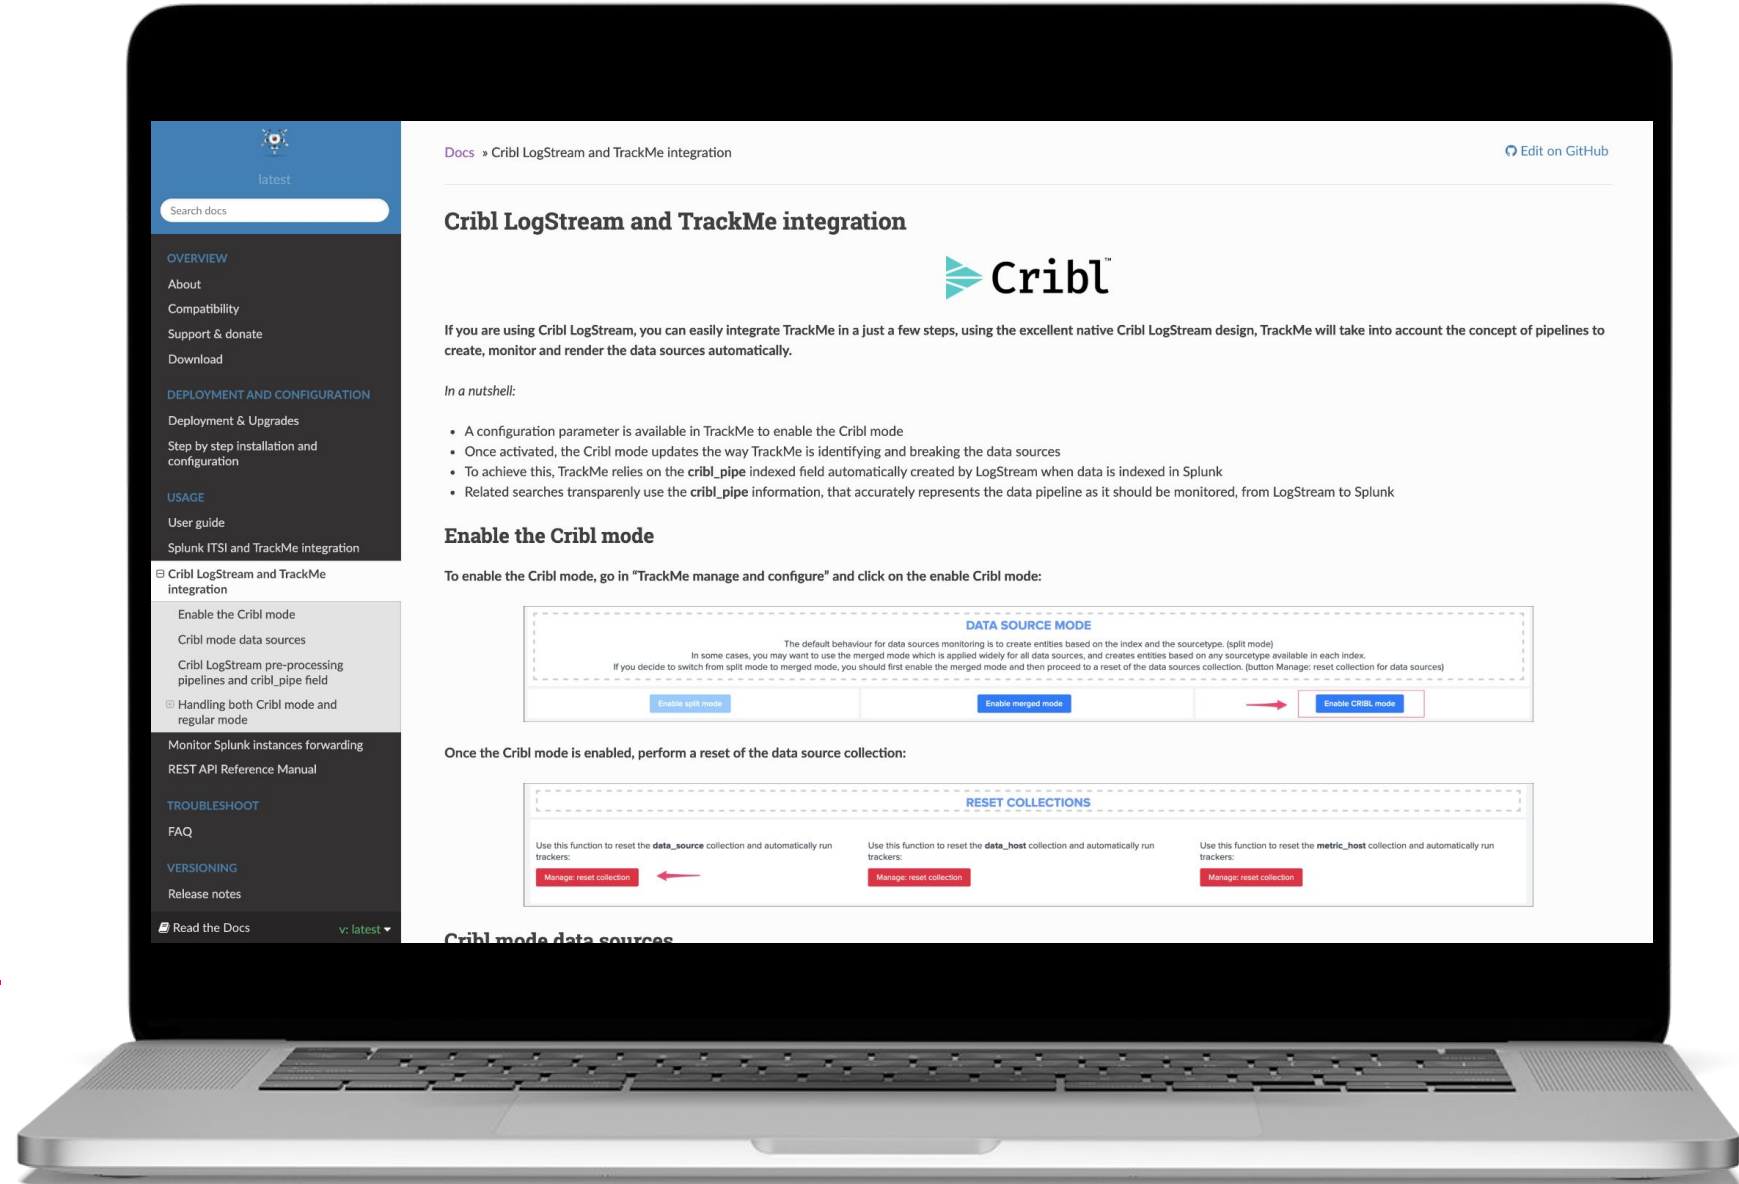 latest
Search docs
OVERVIEW
About
Compatibility
Support & donate
Download
DEPLOYMENT AND CONFIGURATION
Deployment & Upgrades
Step by step installation and
configuration
USAGE
User guide
Splunk ITSI and TrackMe integration
Cribl LogStream and TrackMe
integration
Enable the Cribl mode
Cribl mode data sources
Cribl LogStream pre-processing
pipelines and cribl_pipe field
Handling both Cribl mode and
regular mode
Monitor Splunk instances forwarding
REST API Reference Manual
TROUBLESHOOT
FAQ
VERSIONING
Release notes
Read the Docs v: latest
Docs » Cribl LogStream and TrackMe integration
Edit on GitHub
Cribl LogStream and TrackMe integration
Cribl™
If you are using Cribl LogStream, you can easily integrate TrackMe in a just a few steps, using the excellent native Cribl LogStream design, TrackMe will take into account the concept of pipelines to
create, monitor and render the data sources automatically.
In a nutshell:
• A configuration parameter is available in TrackMe to enable the Cribl mode
• Once activated, the Cribl mode updates the way TrackMe is identifying and breaking the data sources
• To achieve this, TrackMe relies on the cribl_pipe indexed field automatically created by LogStream when data is indexed in Splunk
• Related searches transparenly use the cribl_pipe information, that accurately represents the data pipeline as it should be monitored, from LogStream to Splunk
Enable the Cribl mode
To enable the Cribl mode, go in “TrackMe manage and configure” and click on the enable Cribl mode:
DATA SOURCE MODE
The default behaviour for data sources monitoring is to create entities based on the index and the sourcetype. (split mode)
In some cases, you may want to use the merged mode which is applied widely for all data sources, and creates entities based on any sourcetype available in each index.
If you decide to switch from split mode to merged mode, you should first enable the merged mode and then proceed to a reset of the data sources collection. (button Manage: reset collection for data sources)
Enable split mode
Enable merged mode
Enable CRIBL mode
Once the Cribl mode is enabled, perform a reset of the data source collection:
RESET COLLECTIONS
Use this function to reset the data_source collection and automatically run
trackers:
Manage: reset collection
Use this function to reset the data_host collection and automatically run
trackers:
Manage: reset collection
Use this function to reset the metric_host collection and automatically run
trackers:
Manage: reset collection
Cribl mode data sources